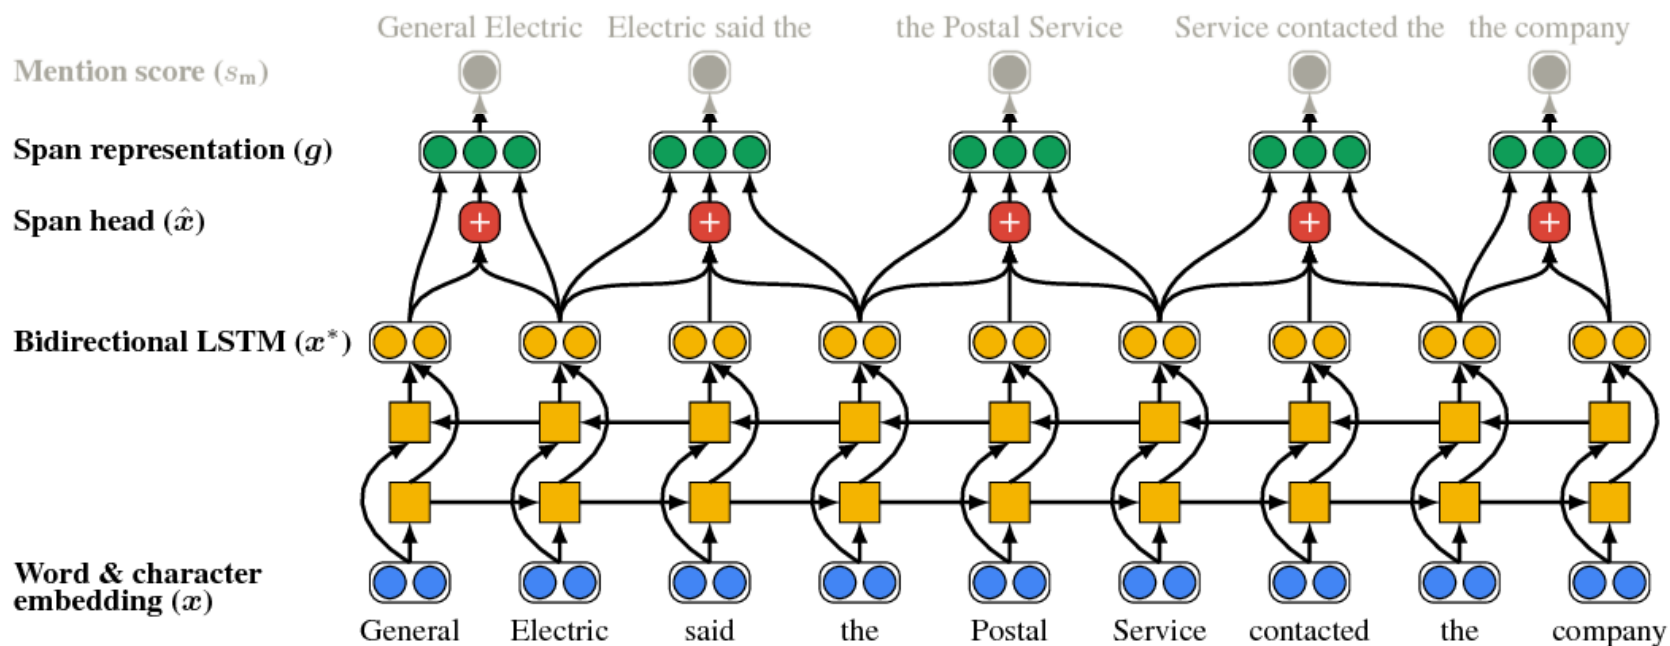 General Electric Electric said the the Postal Service Service contacted the the company
Mention score (sₘ)
Span representation (g)
+ + + + +
Span head (x̂)
Bidirectional LSTM (x*)
Word & character
embedding (x)
General Electric said the Postal Service contacted the company